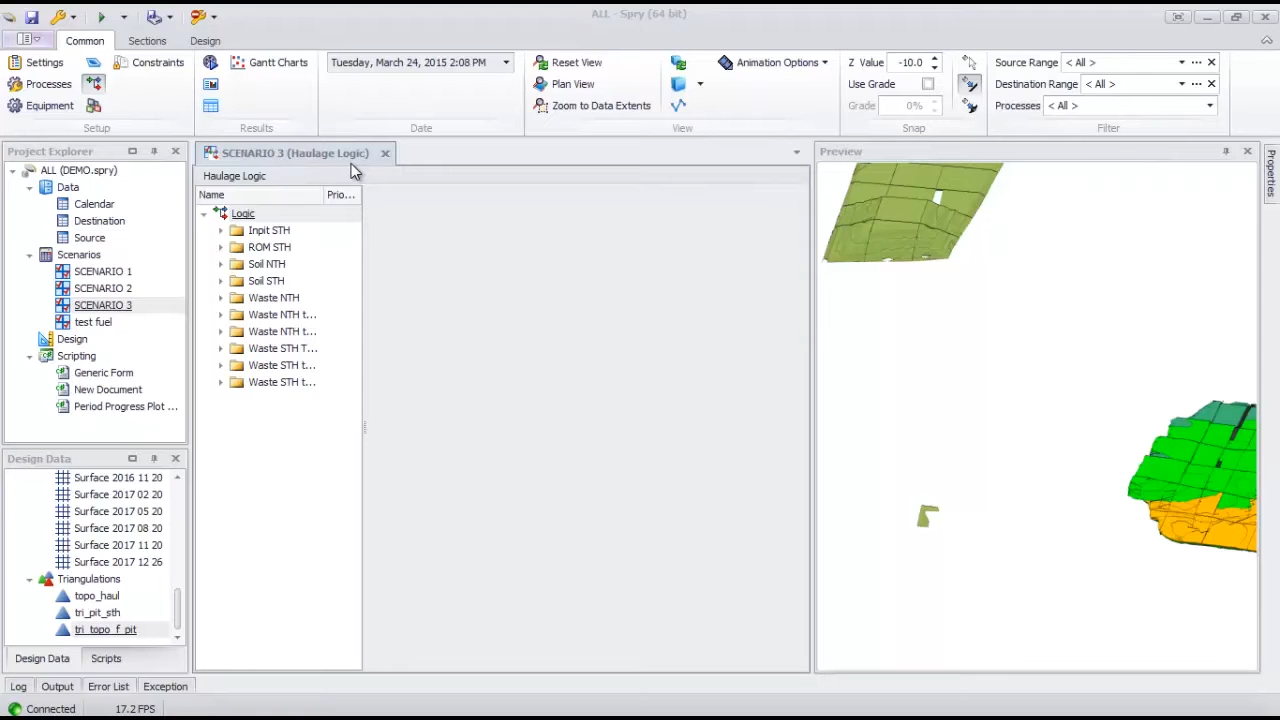 ALL - Spry (64 bit)
Common Sections Design
Settings Constraints Gantt Charts Tuesday, March 24, 2015 2:08 PM Reset View Animation Options Z Value -10.0 Source Range < All >
Processes Plan View Use Grade Destination Range < All >
Equipment Zoom to Data Extents Grade 0% Processes < All >
Setup Results Date View Snap Filter
Project Explorer
ALL (DEMO.spry)
Data
Calendar
Destination
Source
Scenarios
SCENARIO 1
SCENARIO 2
SCENARIO 3
test fuel
Design
Scripting
Generic Form
New Document
Period Progress Plot ...
Design Data
Surface 2016 11 20
Surface 2017 02 20
Surface 2017 05 20
Surface 2017 08 20
Surface 2017 11 20
Surface 2017 12 26
Triangulations
topo_haul
tri_pit_sth
tri_topo_f_pit
Design Data Scripts
SCENARIO 3 (Haulage Logic)
Haulage Logic
Name Prio...
Logic
Inpit STH
ROM STH
Soil NTH
Soil STH
Waste NTH
Waste NTH t...
Waste NTH t...
Waste STH T...
Waste STH t...
Waste STH t...
Preview
Properties
Log Output Error List Exception
Connected 17.2 FPS